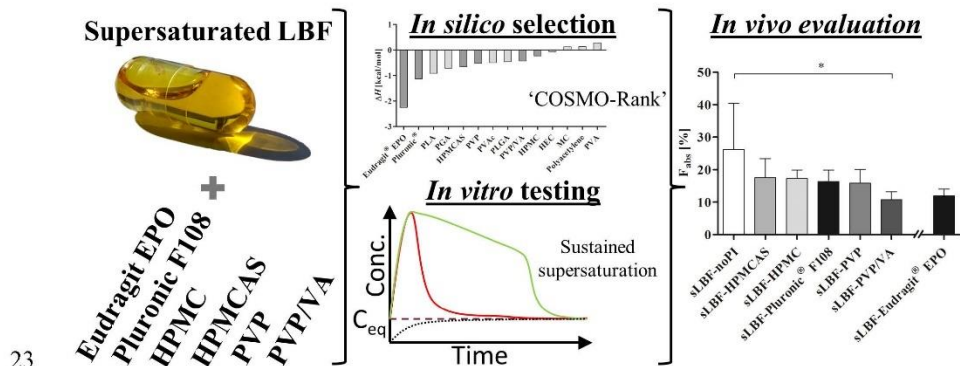 Supersaturated LBF
Eudragit EPO
Pluronic F108
HPMC
HPMCAS
PVP
PVP/VA
23
In silico selection
ΔH [kcal/mol]
0
-1
-2
-3
'COSMO-Rank'
Eudragit® EPO
Pluronic®
PLA
PGA
HPMCAS
PVP
PVAc
PLGA
PVP/VA
HPMC
HEC
MC
Polyacetylene
PVA
In vitro testing
Conc.
Ceq
Time
Sustained
supersaturation
In vivo evaluation
Fabs [%]
50
40
30
20
10
0
*
sLBF-noPI
sLBF-HPMCAS
sLBF-HPMC
sLBF-Pluronic® F108
sLBF-PVP
sLBF-PVP/VA
sLBF-Eudragit® EPO